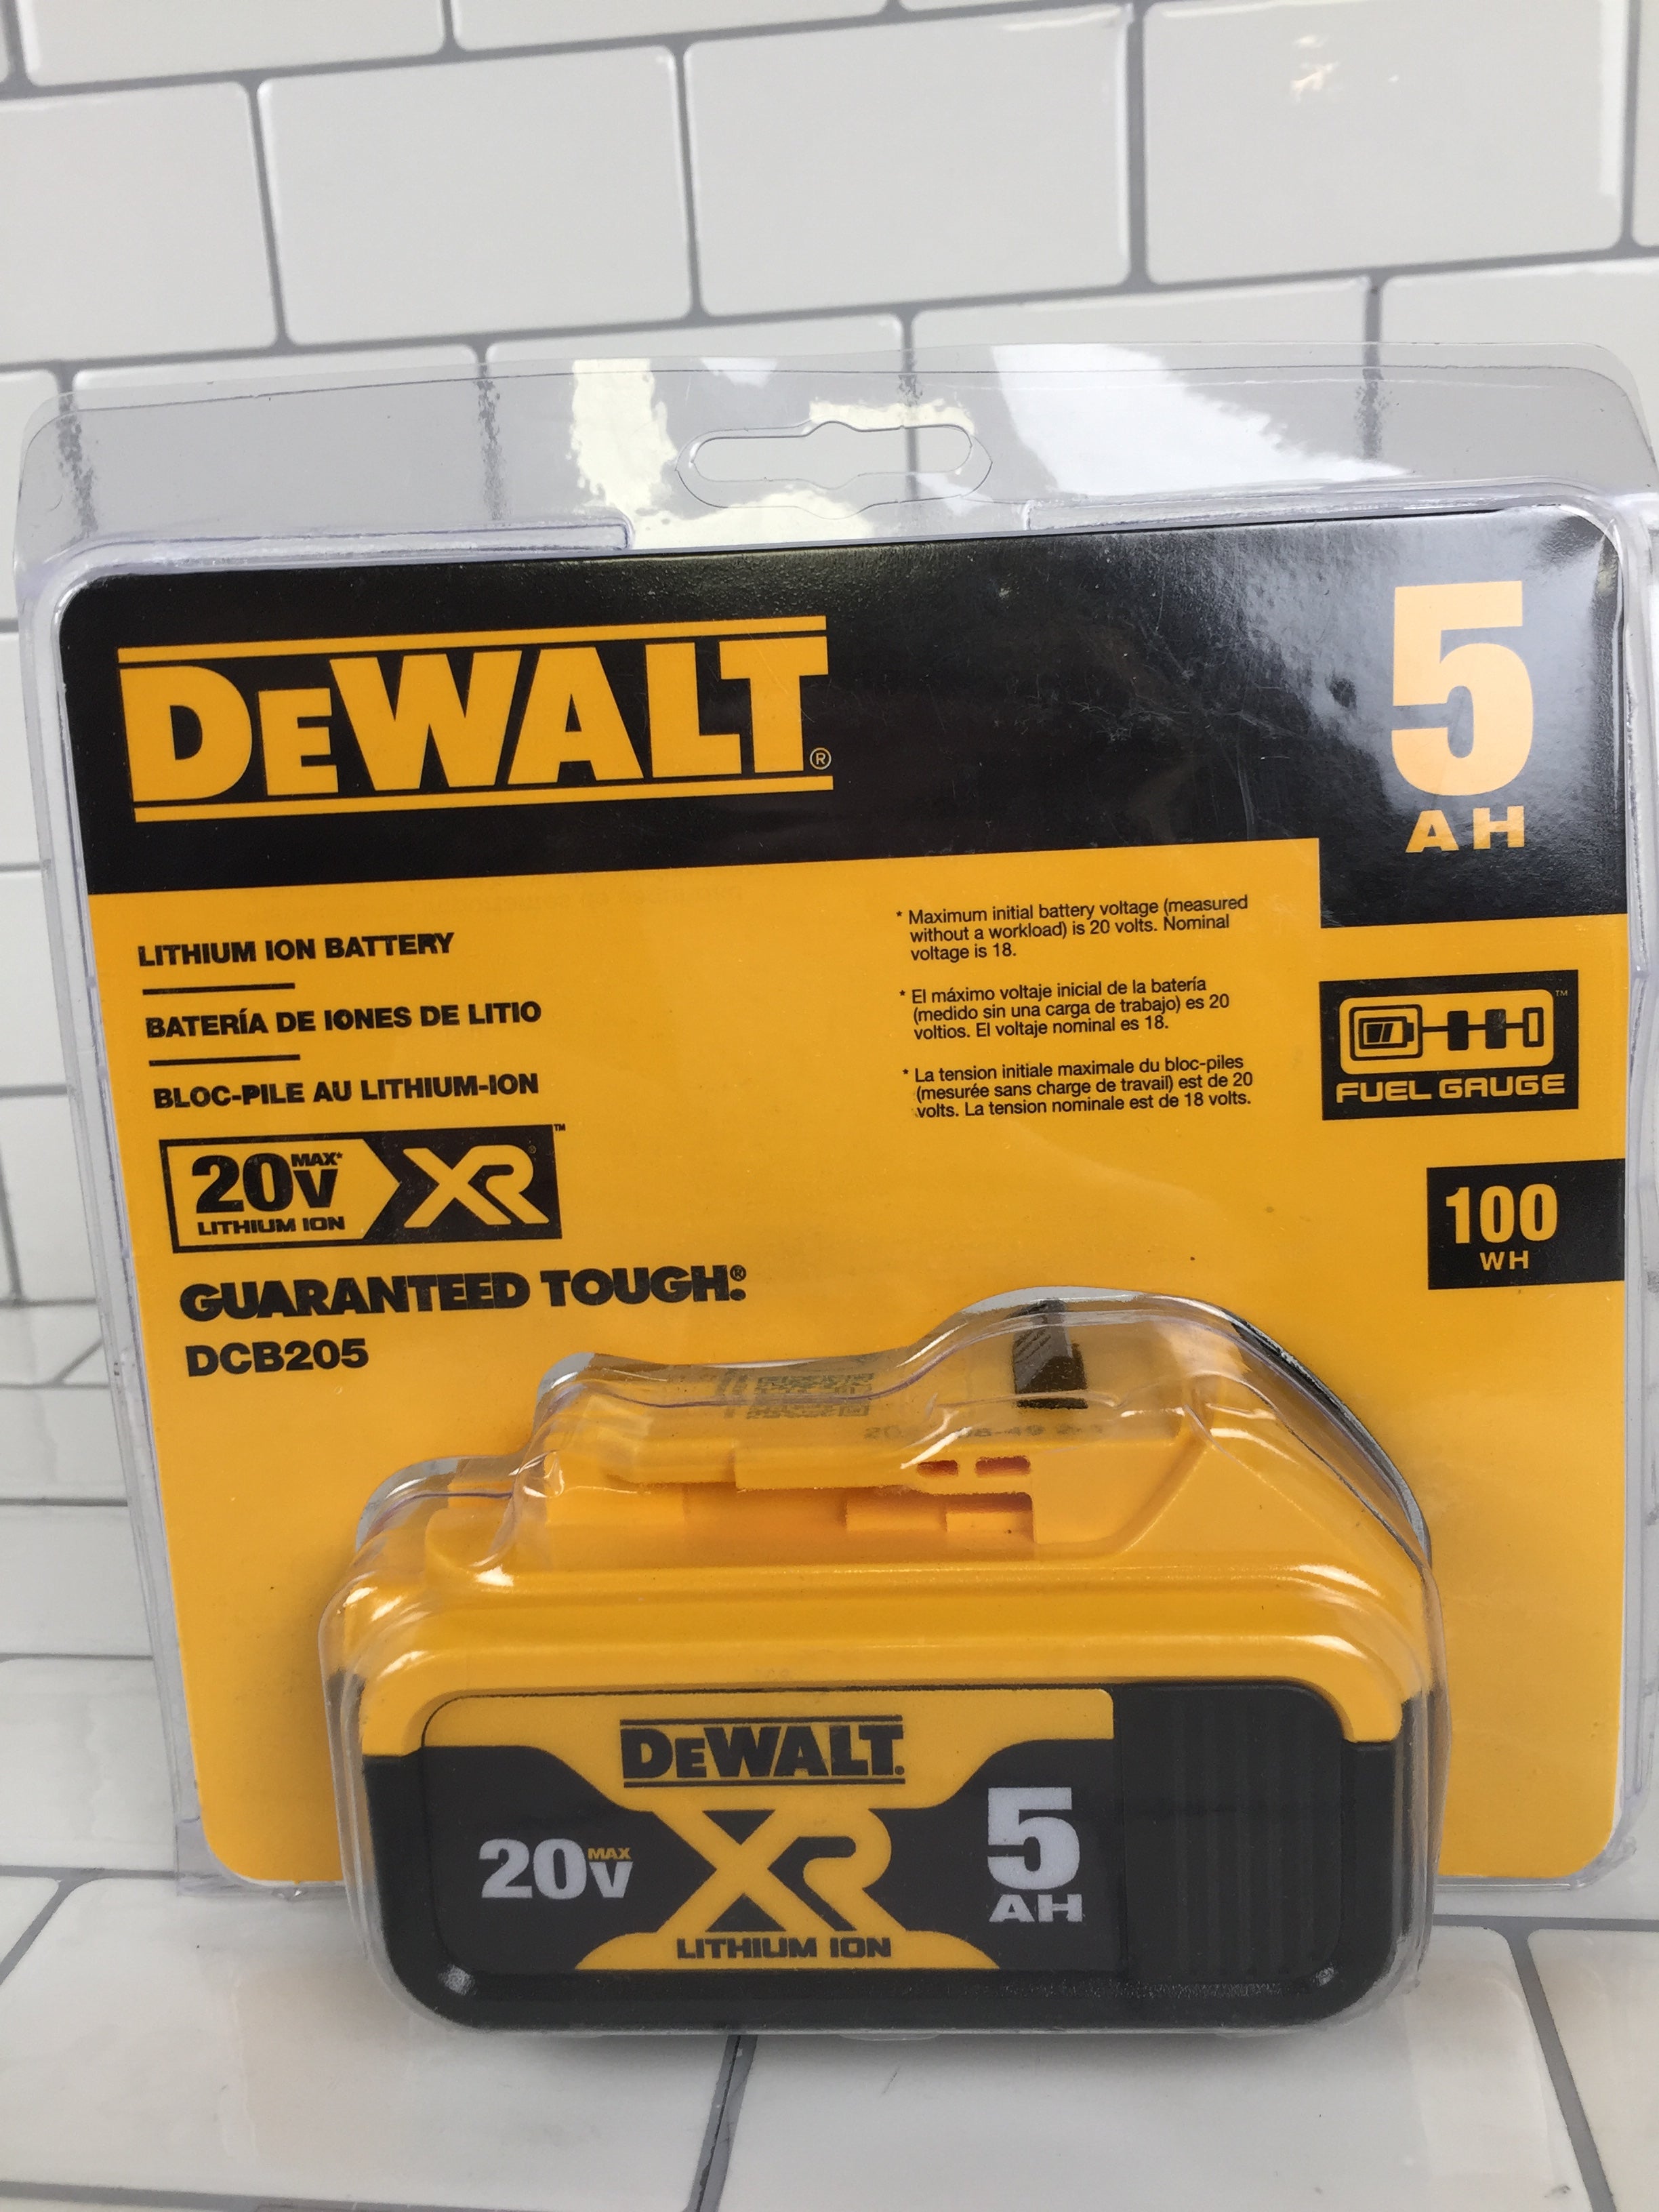 DEWALT®
5
AH
LITHIUM ION BATTERY
BATERÍA DE IONES DE LITIO
BLOC-PILE AU LITHIUM-ION
* Maximum initial battery voltage (measured
without a workload) is 20 volts. Nominal
voltage is 18.
* El máximo voltaje inicial de la batería
(medido sin una carga de trabajo) es 20
voltios. El voltaje nominal es 18.
* La tension initiale maximale du bloc-piles
(mesurée sans charge de travail) est de 20
volts. La tension nominale est de 18 volts.
™
FUEL GAUGE
20V MAX* XR® ™
LITHIUM ION
100
WH
GUARANTEED TOUGH.®
DCB205
DEWALT.
20V MAX
XR
5
AH
LITHIUM ION